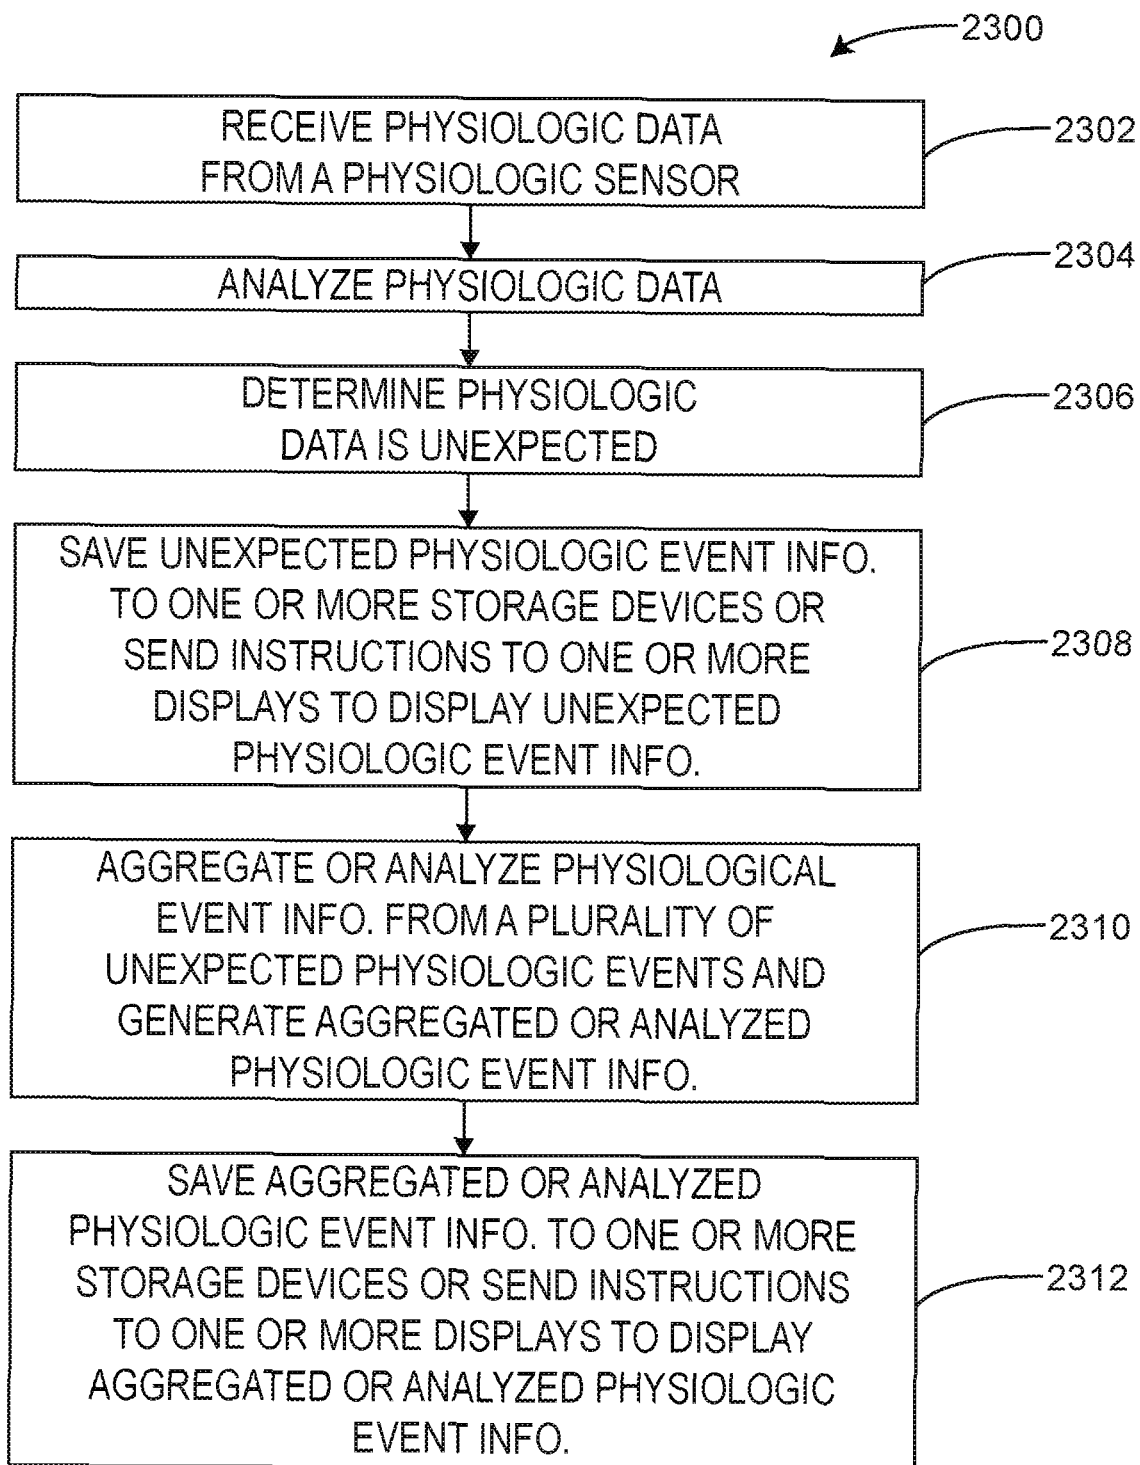 2300
RECEIVE PHYSIOLOGIC DATA
FROM A PHYSIOLOGIC SENSOR
2302
ANALYZE PHYSIOLOGIC DATA
2304
DETERMINE PHYSIOLOGIC
DATA IS UNEXPECTED
2306
SAVE UNEXPECTED PHYSIOLOGIC EVENT INFO.
TO ONE OR MORE STORAGE DEVICES OR
SEND INSTRUCTIONS TO ONE OR MORE
DISPLAYS TO DISPLAY UNEXPECTED
PHYSIOLOGIC EVENT INFO.
2308
AGGREGATE OR ANALYZE PHYSIOLOGICAL
EVENT INFO. FROM A PLURALITY OF
UNEXPECTED PHYSIOLOGIC EVENTS AND
GENERATE AGGREGATED OR ANALYZED
PHYSIOLOGIC EVENT INFO.
2310
SAVE AGGREGATED OR ANALYZED
PHYSIOLOGIC EVENT INFO. TO ONE OR MORE
STORAGE DEVICES OR SEND INSTRUCTIONS
TO ONE OR MORE DISPLAYS TO DISPLAY
AGGREGATED OR ANALYZED PHYSIOLOGIC
EVENT INFO.
2312